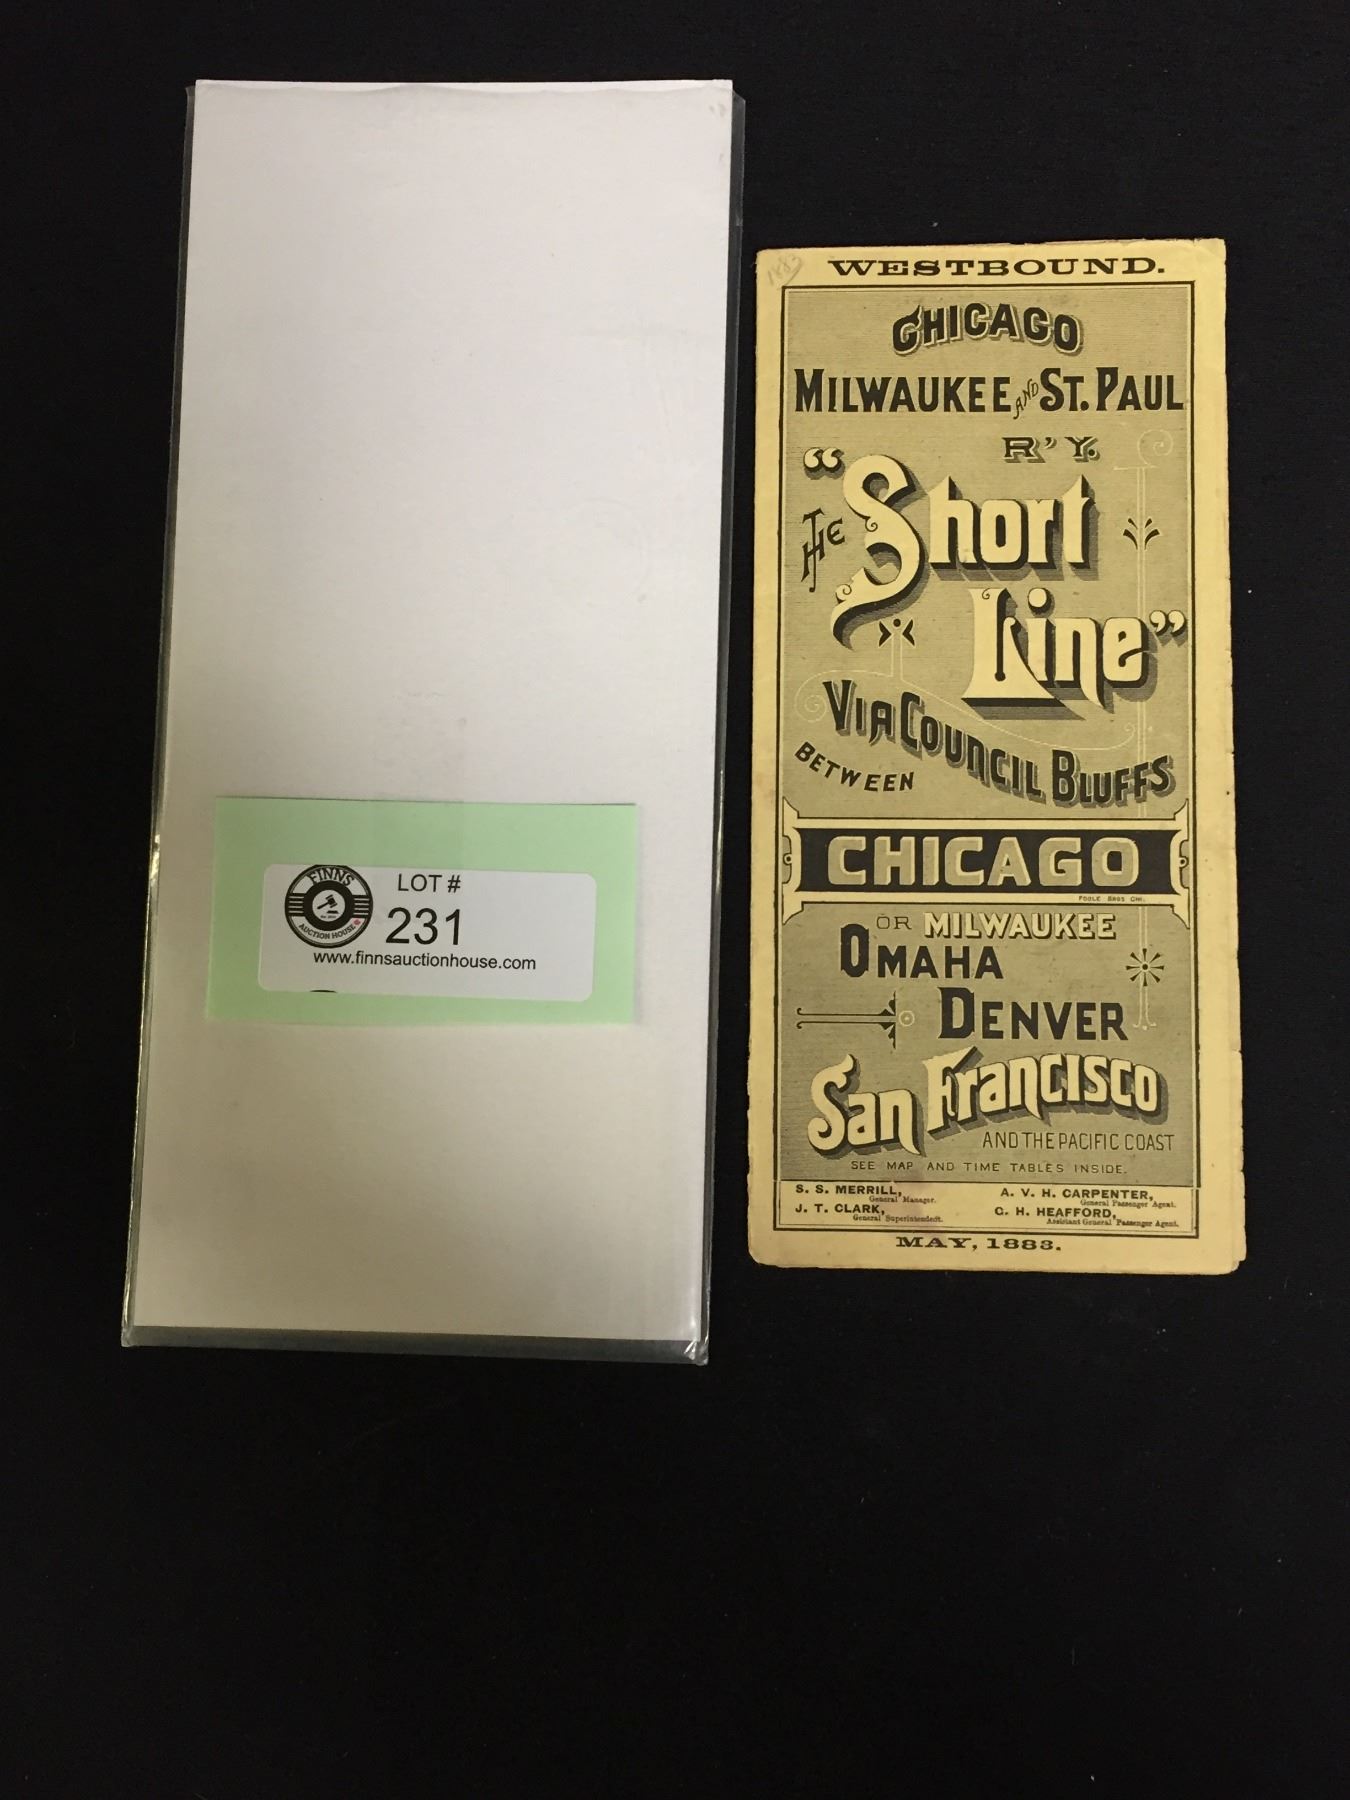 FINNS
AUCTION HOUSE
LOT #
231
www.finnsauctionhouse.com
1883
WESTBOUND.
CHICAGO
MILWAUKEE AND ST. PAUL
R'Y.
THE "Short
Line"
VIA COUNCIL BLUFFS
BETWEEN
CHICAGO
POOLE BROS CHI.
OR MILWAUKEE
OMAHA
DENVER
San Francisco
AND THE PACIFIC COAST
SEE MAP AND TIME TABLES INSIDE.
S. S. MERRILL,
General Manager.
J. T. CLARK,
General Superintendent.
A. V. H. CARPENTER,
General Passenger Agent.
G. H. HEAFFORD,
Assistant General Passenger Agent.
MAY, 1883.